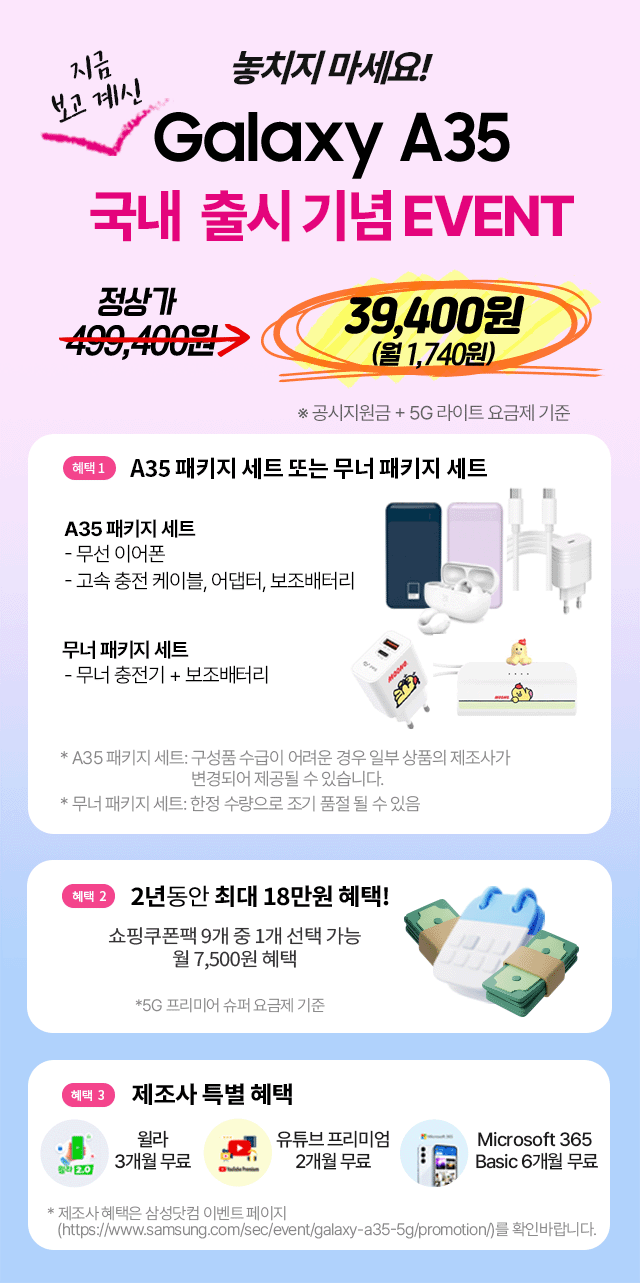 지금
보고 계신
놓치지 마세요!
Galaxy A35
국내 출시 기념 EVENT
정상가
499,400원
39,400원
(월 1,740원)
※ 공시지원금 + 5G 라이트 요금제 기준
혜택 1 A35 패키지 세트 또는 무너 패키지 세트
A35 패키지 세트
- 무선 이어폰
- 고속 충전 케이블, 어댑터, 보조배터리
무너 패키지 세트
- 무너 충전기 + 보조배터리
MOONO
* A35 패키지 세트: 구성품 수급이 어려운 경우 일부 상품의 제조사가
변경되어 제공될 수 있습니다.
* 무너 패키지 세트: 한정 수량으로 조기 품절 될 수 있음
혜택 2 2년동안 최대 18만원 혜택!
쇼핑쿠폰팩 9개 중 1개 선택 가능
월 7,500원 혜택
*5G 프리미어 슈퍼 요금제 기준
혜택 3 제조사 특별 혜택
윌라 2.0
윌라
3개월 무료
YouTube Premium
유튜브 프리미엄
2개월 무료
Microsoft 365
Microsoft 365
Basic 6개월 무료
* 제조사 혜택은 삼성닷컴 이벤트 페이지
(https://www.samsung.com/sec/event/galaxy-a35-5g/promotion/)를 확인바랍니다.